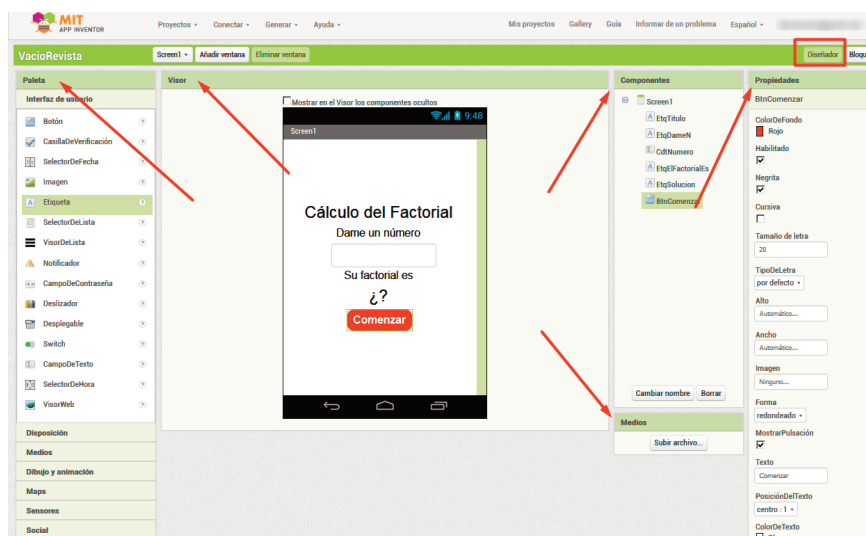 MIT
APP INVENTOR
Proyectos
Conectar
Generar
Ayuda
Mis proyectos
Gallery
Guía
Informar de un problema
Español
VacioRevista
Screen1
Añadir ventana
Eliminar ventana
Diseñador
Bloqu
Paleta
Interfaz de usuario
Botón
CasillaDeVerificación
SelectorDeFecha
Imagen
Etiqueta
SelectorDeLista
VisorDeLista
Notificador
CampoDeContraseña
Deslizador
Desplegable
Switch
CampoDeTexto
SelectorDeHora
VisorWeb
Disposición
Medios
Dibujo y animación
Maps
Sensores
Social
Visor
Mostrar en el Visor los componentes ocultos
9:48
Screen1
Cálculo del Factorial
Dame un número
Su factorial es
¿?
Comenzar
Componentes
Screen1
EtqTitulo
EtqDameN
CdtNumero
EtqElFactorialEs
EtqSolucion
BtnComenzar
Cambiar nombre
Borrar
Medios
Subir archivo...
Propiedades
BtnComenzar
ColorDeFondo
Rojo
Habilitado
Negrita
Cursiva
Tamaño de letra
20
TipoDeLetra
por defecto
Alto
Automático...
Ancho
Automático...
Imagen
Ninguno...
Forma
redondeado
MostrarPulsación
Texto
Comenzar
PosiciónDelTexto
centro : 1
ColorDeTexto